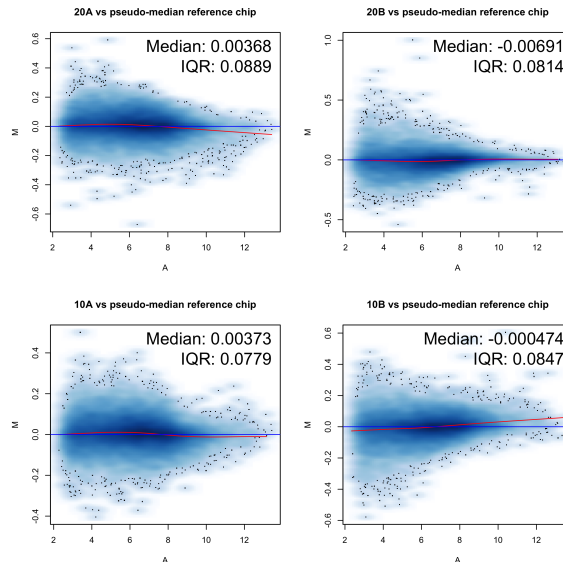 20A vs pseudo-median reference chip
Median: 0.00368
IQR: 0.0889
0.6
0.4
0.2
0.0
-0.2
-0.4
-0.6
M
2 4 6 8 10 12
A
20B vs pseudo-median reference chip
Median: -0.00691
IQR: 0.0814
1.0
0.5
0.0
-0.5
M
2 4 6 8 10 12
A
10A vs pseudo-median reference chip
Median: 0.00373
IQR: 0.0779
0.4
0.2
0.0
-0.2
-0.4
M
2 4 6 8 10 12
A
10B vs pseudo-median reference chip
Median: -0.000474
IQR: 0.0847
0.6
0.4
0.2
0.0
-0.2
-0.4
-0.6
M
2 4 6 8 10 12
A